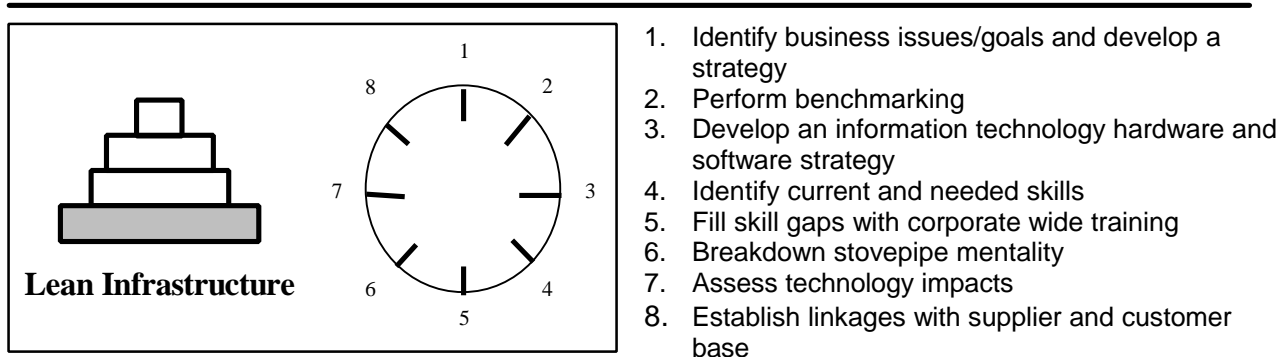 1
2
3
4
5
6
7
8
Lean Infrastructure
1. Identify business issues/goals and develop a
strategy
2. Perform benchmarking
3. Develop an information technology hardware and
software strategy
4. Identify current and needed skills
5. Fill skill gaps with corporate wide training
6. Breakdown stovepipe mentality
7. Assess technology impacts
8. Establish linkages with supplier and customer
base